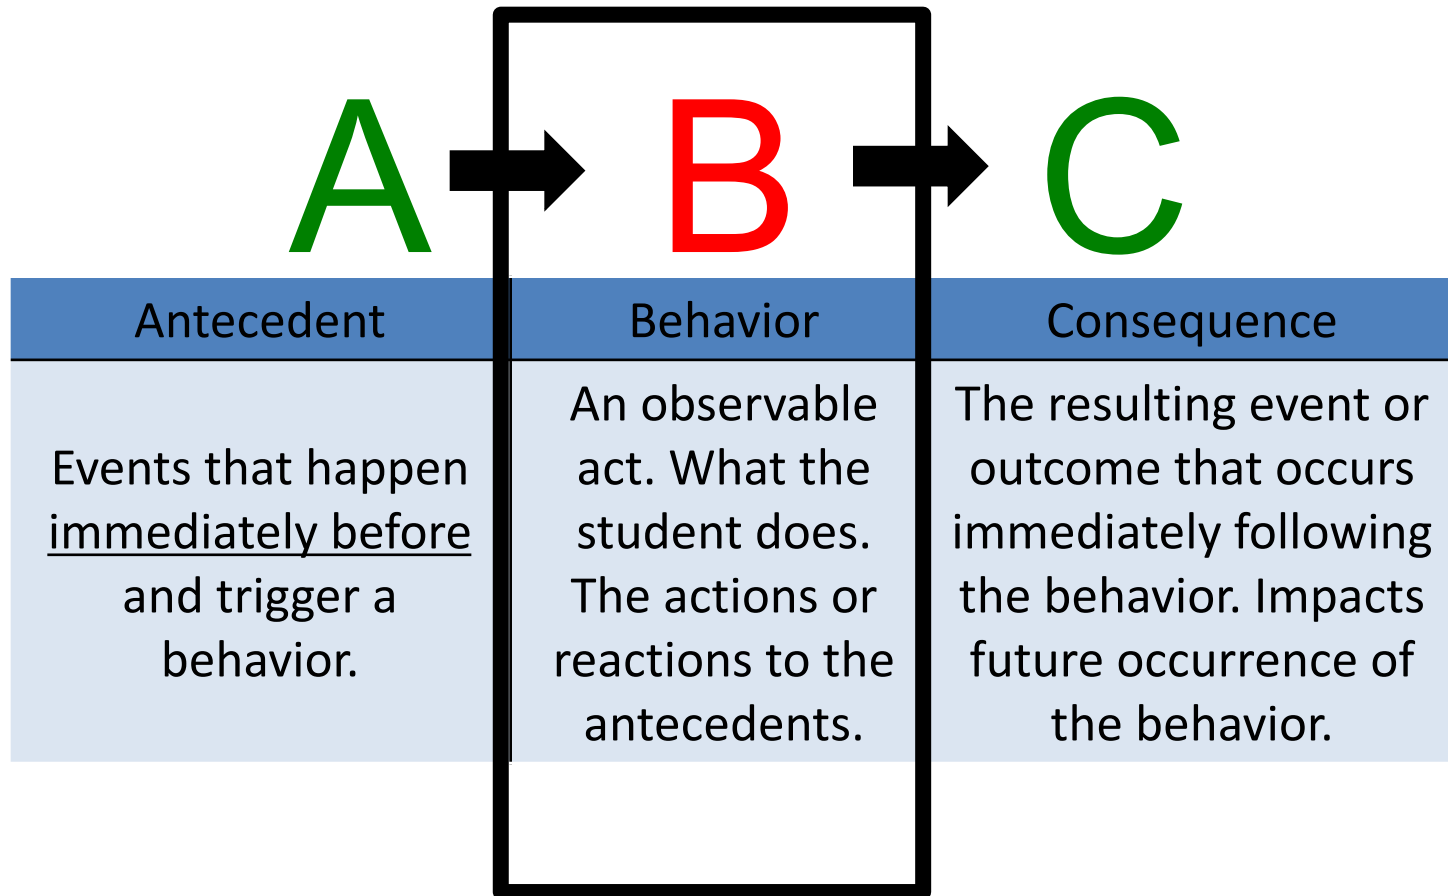 A
B
C
Antecedent
Behavior
Consequence
Events that happen
immediately before
and trigger a
behavior.
An observable
act. What the
student does.
The actions or
reactions to the
antecedents.
The resulting event or
outcome that occurs
immediately following
the behavior. Impacts
future occurrence of
the behavior.